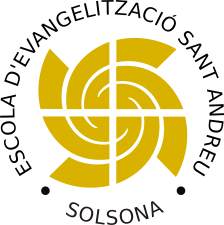 ESCOLA D'EVANGELITZACIÓ SANT ANDREU
SOLSONA